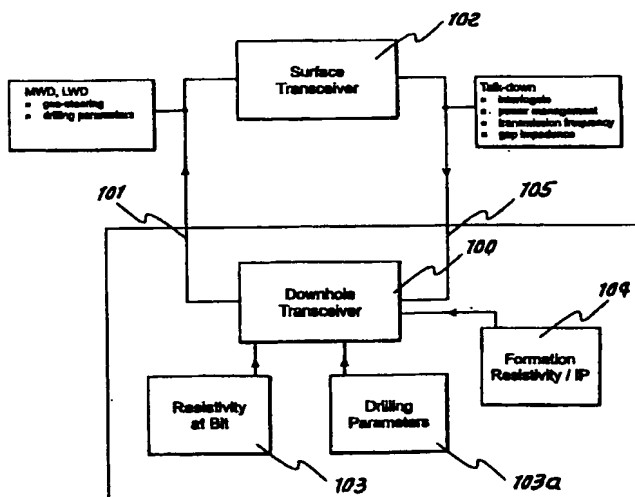 102
Surface
Transceiver
MWD, LWD
geo-steering
drilling parameters
Talk-down
interrogate
power management
transmission frequency
gap impedence
101
105
100
Downhole
Transceiver
104
Formation
Resistivity / IP
Resistivity
at Bit
Drilling
Parameters
103
103a